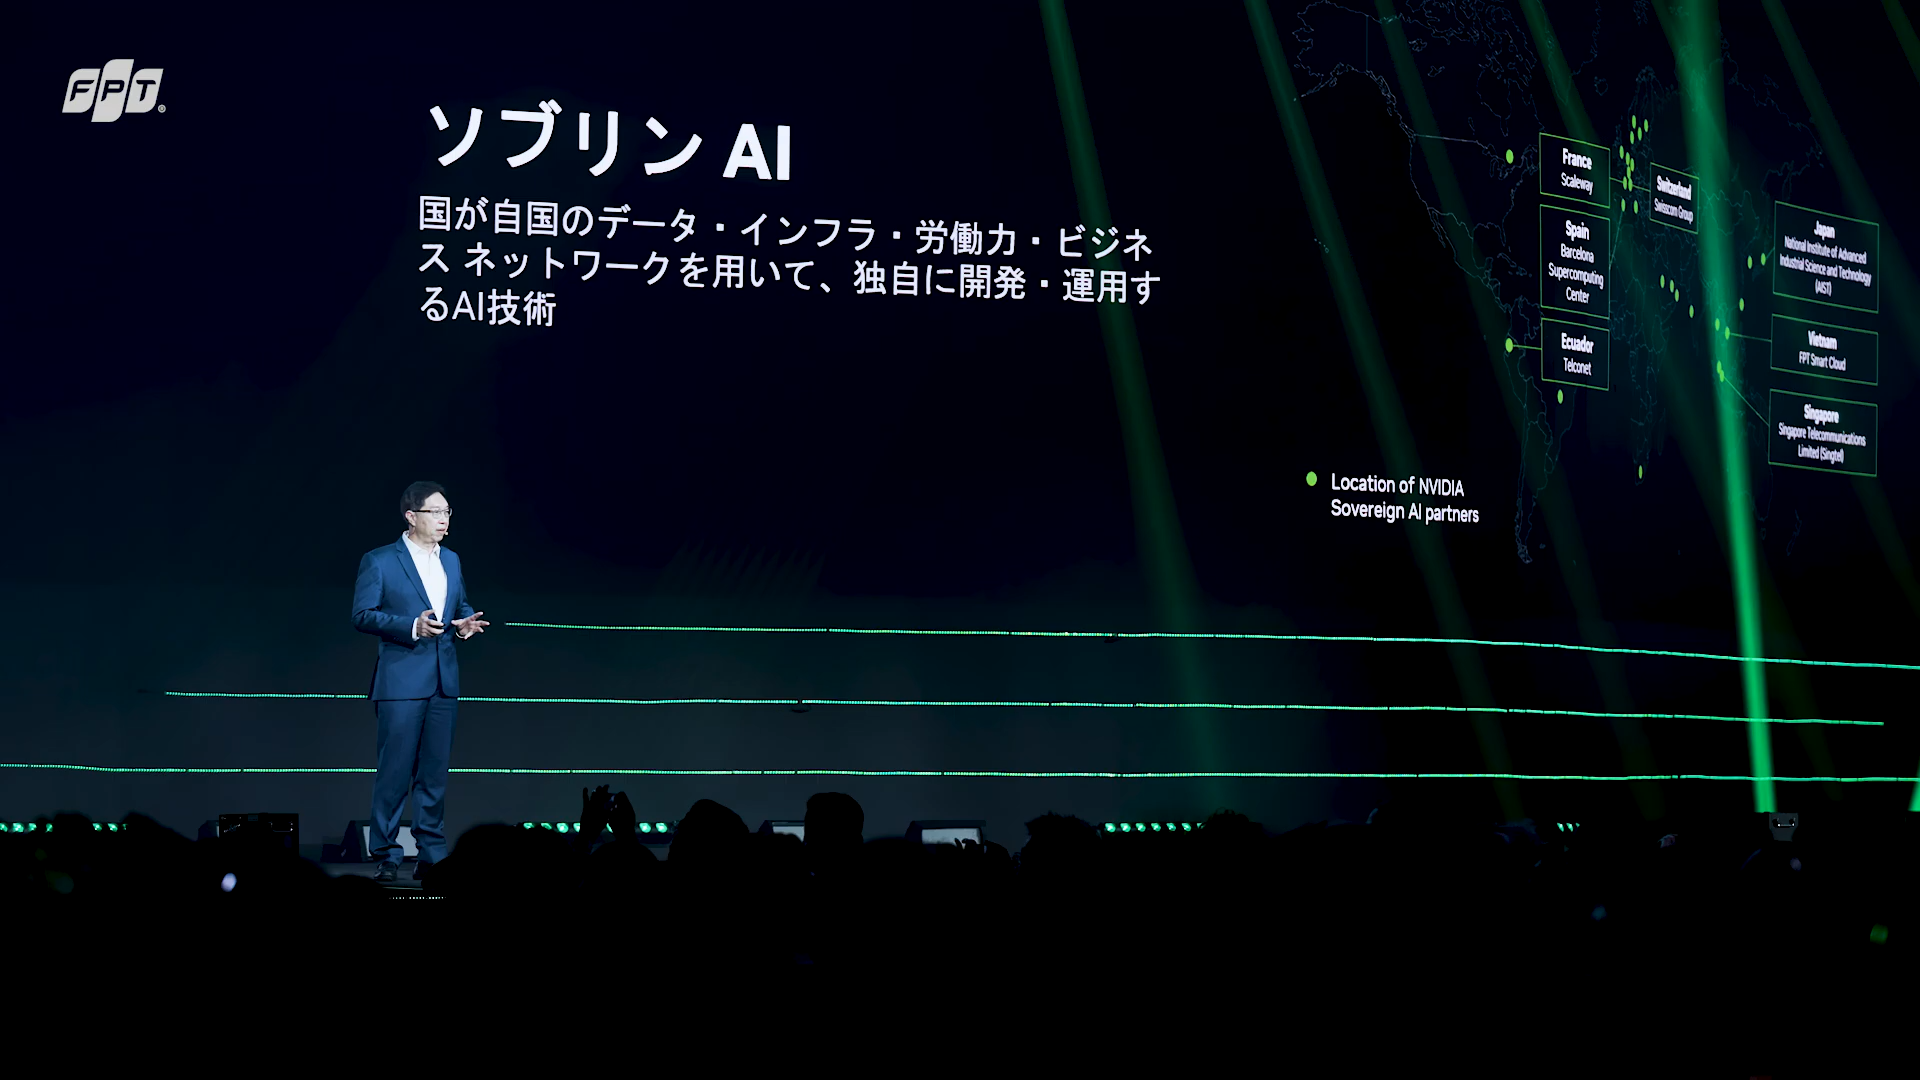 FPT
ソブリン AI
国が自国のデータ・インフラ・労働力・ビジネ
ス ネットワークを用いて、独自に開発・運用す
るAI技術
France
Scaleway
Spain
Barcelona
Supercomputing
Center
Ecuador
Telconet
Switzerland
Swisscom Group
Japan
National Institute of Advanced
Industrial Science and Technology
(AIST)
Vietnam
FPT Smart Cloud
Singapore
Singapore Telecommunications
Limited (Singtel)
Location of NVIDIA
Sovereign AI partners